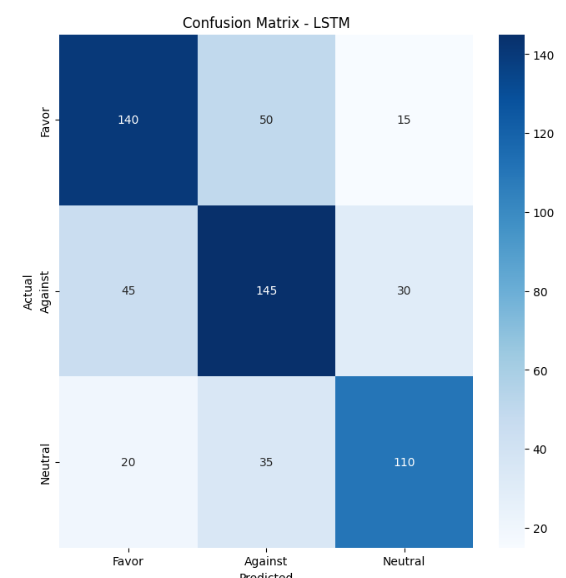 Confusion Matrix - LSTM
140
120
100
80
60
40
20
Actual
Favor
140 50 15
Against
45 145 30
Neutral
20 35 110
Favor Against Neutral
Predicted